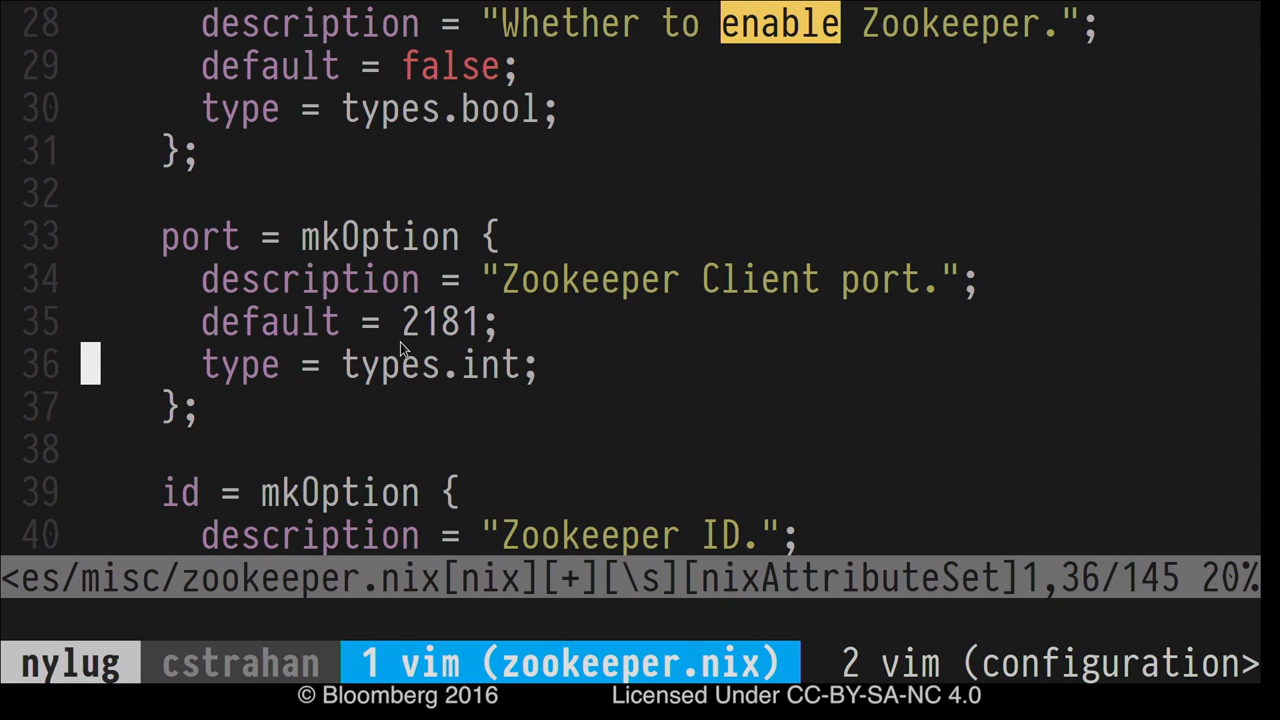 28 description = "Whether to enable Zookeeper.";
29 default = false;
30 type = types.bool;
31 };
32
33 port = mkOption {
34 description = "Zookeeper Client port.";
35 default = 2181;
36 type = types.int;
37 };
38
39 id = mkOption {
40 description = "Zookeeper ID.";
<es/misc/zookeeper.nix[nix][+][\s][nixAttributeSet]1,36/145 20%
nylug cstrahan 1 vim (zookeeper.nix) 2 vim (configuration>
© Bloomberg 2016 Licensed Under CC-BY-SA-NC 4.0